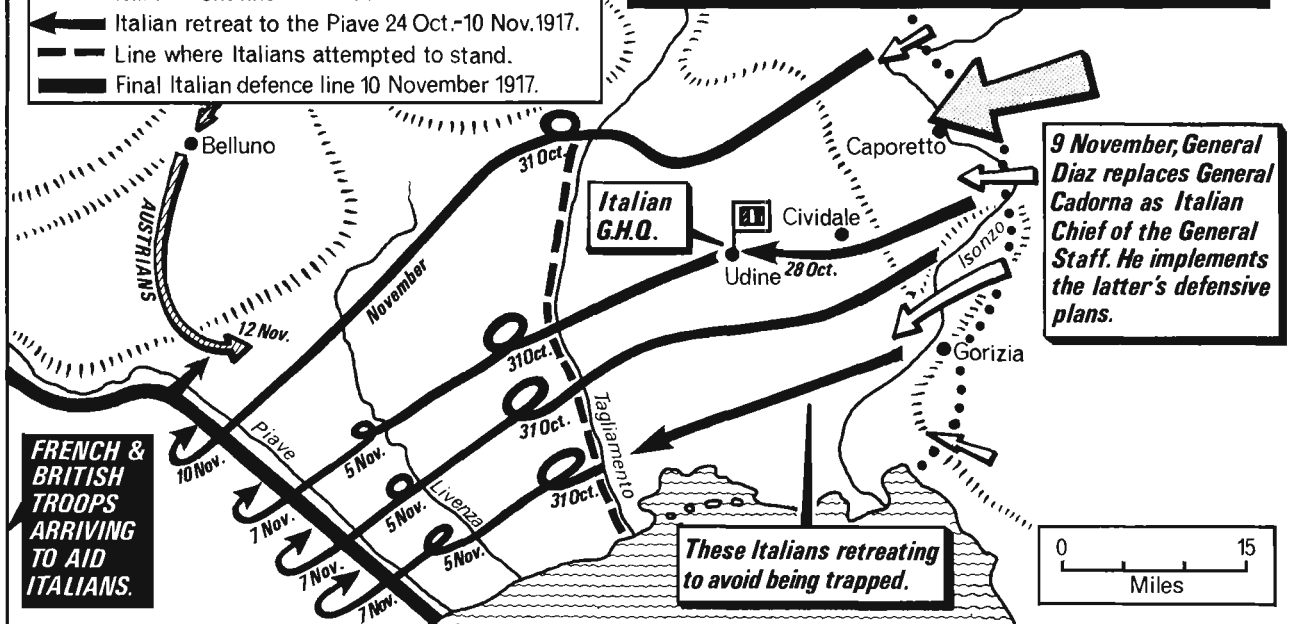 Italian retreat to the Piave 24 Oct.-10 Nov.1917.
Line where Italians attempted to stand.
Final Italian defence line 10 November 1917.
Belluno
AUSTRIANS
12 Nov.
31 Oct.
November
Italian
G.H.Q.
Cividale
Udine
28 Oct.
Caporetto
Isonzo
Gorizia
9 November, General
Diaz replaces General
Cadorna as Italian
Chief of the General
Staff. He implements
the latter's defensive
plans.
31 Oct.
31 Oct.
31 Oct.
Tagliamento
Piave
Livenza
5 Nov.
5 Nov.
5 Nov.
10 Nov.
7 Nov.
7 Nov.
7 Nov.
FRENCH &
BRITISH
TROOPS
ARRIVING
TO AID
ITALIANS.
These Italians retreating
to avoid being trapped.
0 15
Miles